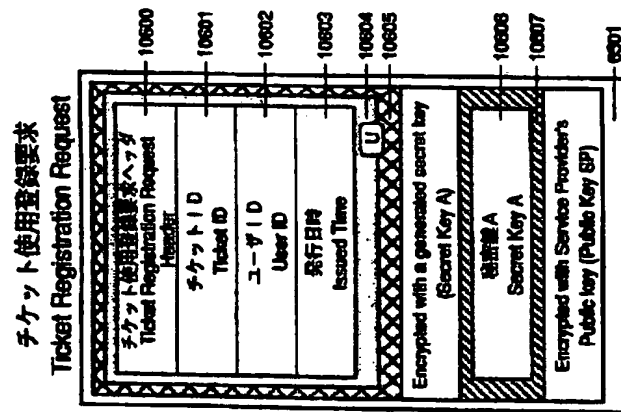 チケット使用登録要求
Ticket Registration Request
チケット使用登録要求ヘッダ
Ticket Registration Request
Header
10600
チケットID
Ticket ID
10601
ユーザID
User ID
10602
発行日時
Issued Time
10603
U
10604
10605
Encrypted with a generated secret key
(Secret Key A)
秘密鍵A
Secret Key A
10606
10607
Encrypted with Service Provider's
Public key (Public Key SP)
6301